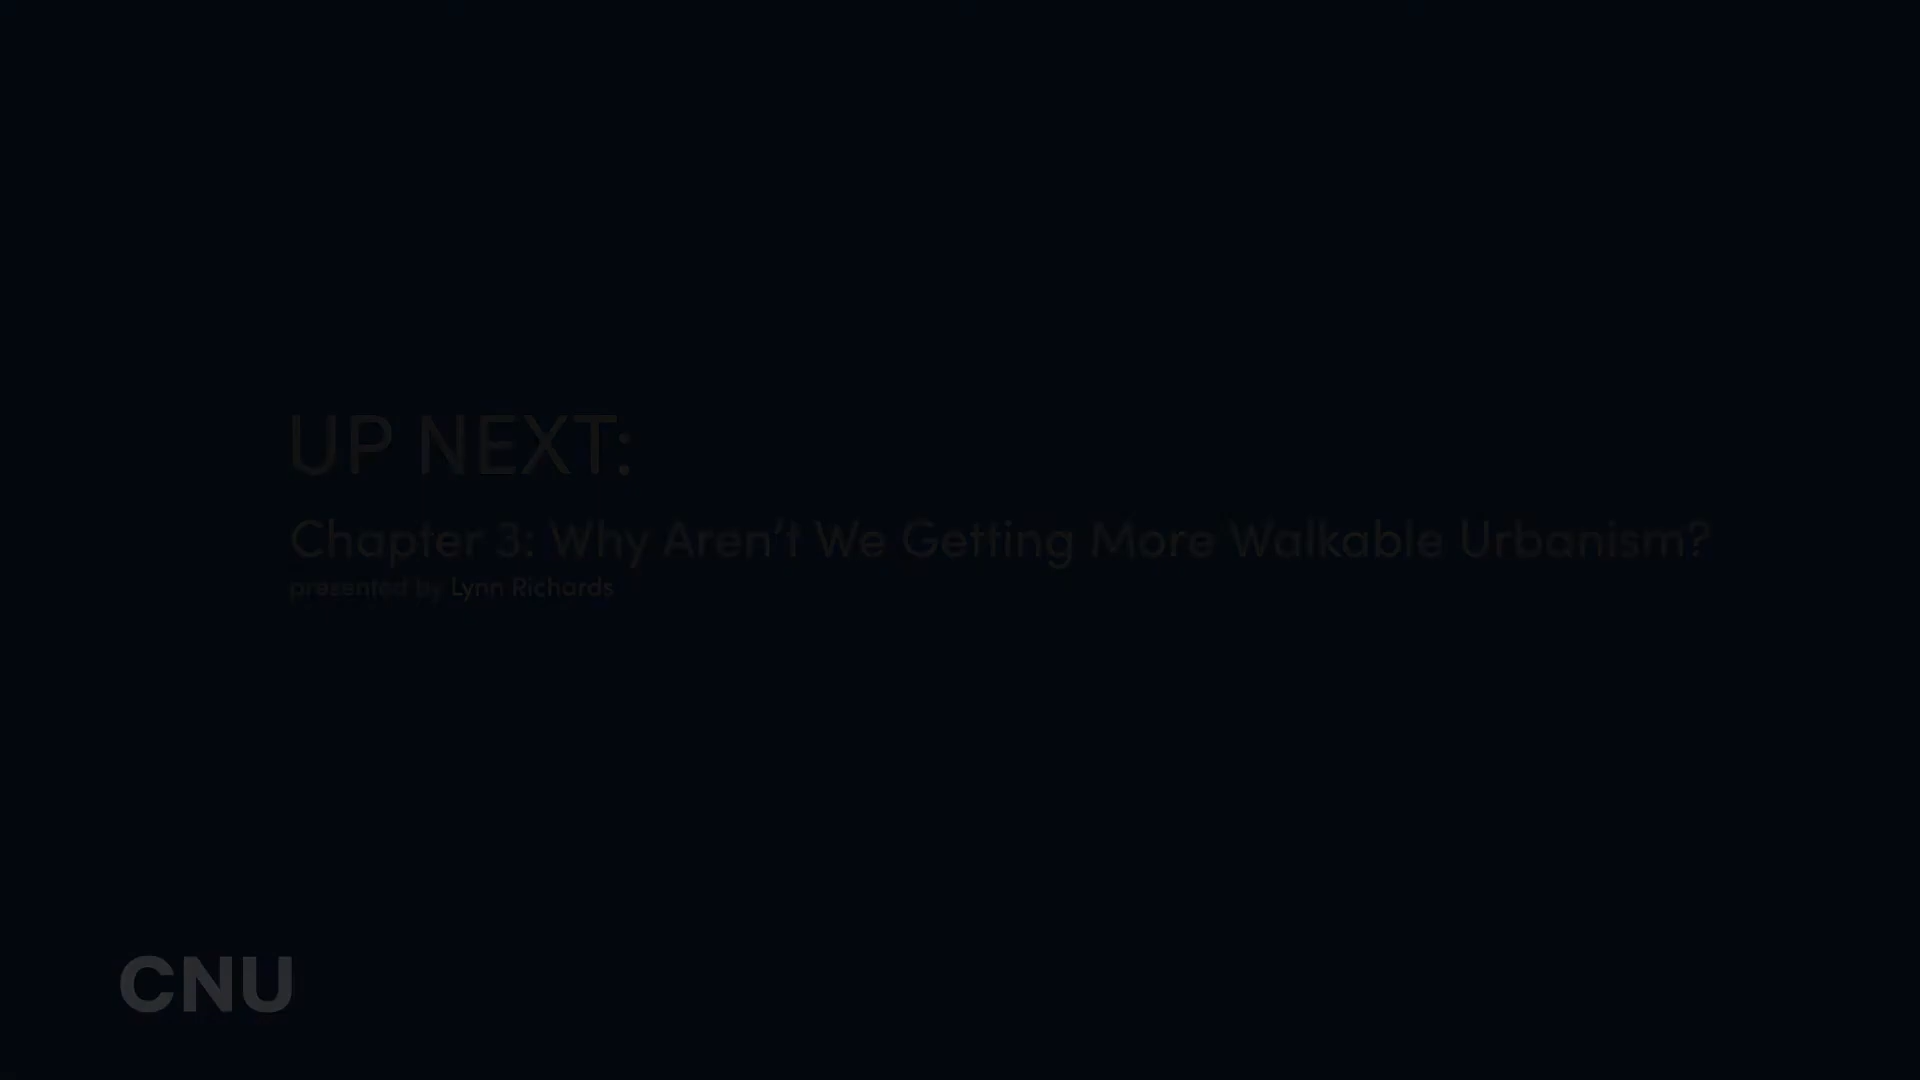 UP NEXT:
Chapter 3: Why Aren't We Getting More Walkable Urbanism?
presented by Lynn Richards
CNU